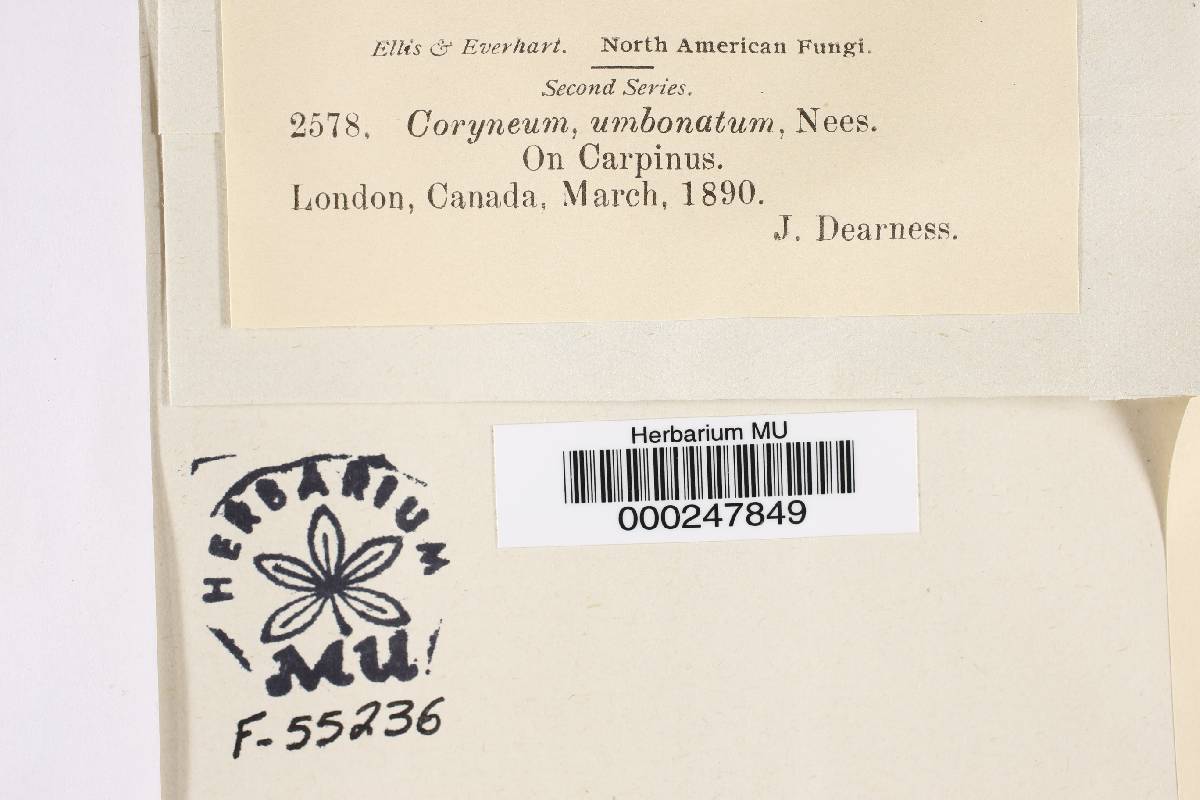 Ellis & Everhart. North American Fungi.
Second Series.
2578. Coryneum, umbonatum, Nees.
On Carpinus.
London, Canada, March, 1890.
J. Dearness.
Herbarium MU
000247849
HERBARIUM
MU
F-55236